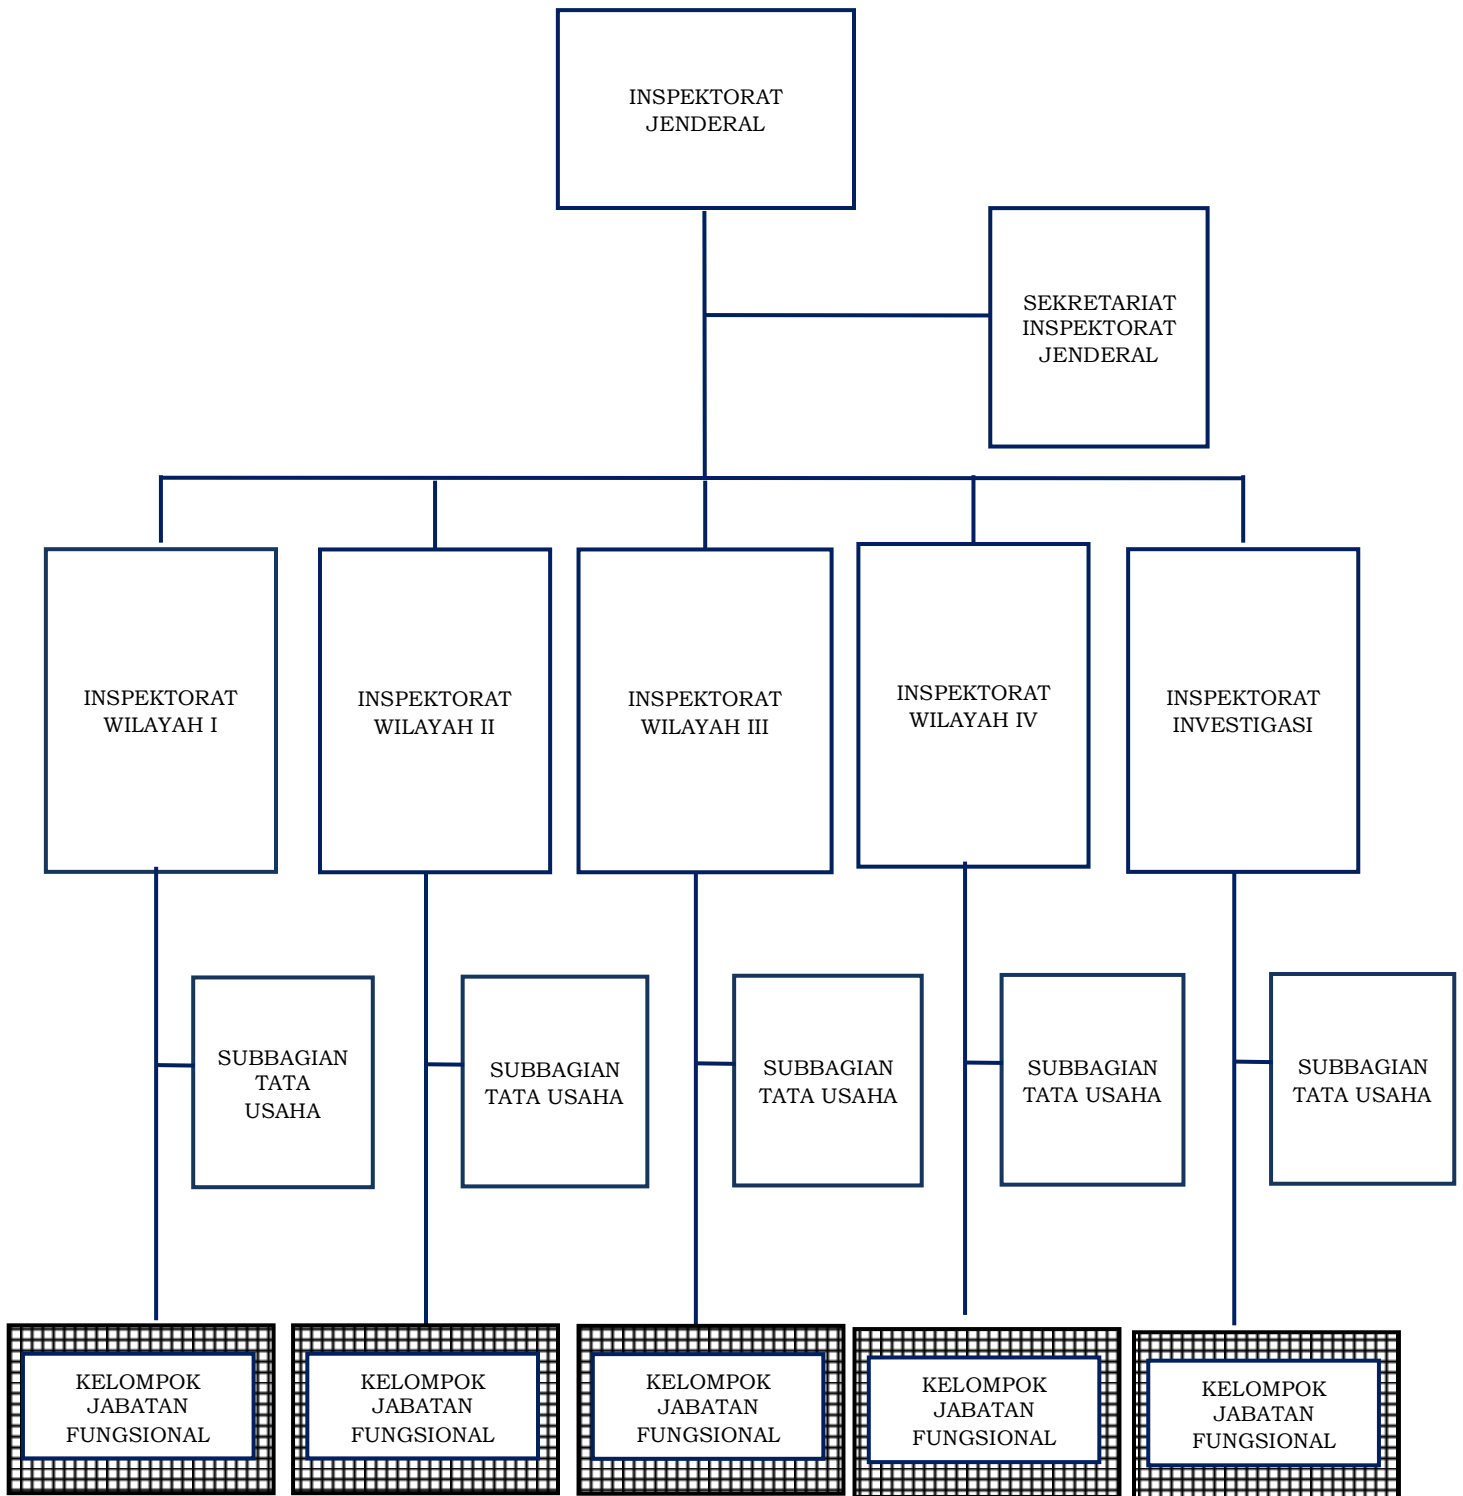 INSPEKTORAT
JENDERAL
SEKRETARIAT
INSPEKTORAT
JENDERAL
INSPEKTORAT
WILAYAH I
INSPEKTORAT
WILAYAH II
INSPEKTORAT
WILAYAH III
INSPEKTORAT
WILAYAH IV
INSPEKTORAT
INVESTIGASI
SUBBAGIAN
TATA
USAHA
SUBBAGIAN
TATA USAHA
SUBBAGIAN
TATA USAHA
SUBBAGIAN
TATA USAHA
SUBBAGIAN
TATA USAHA
KELOMPOK
JABATAN
FUNGSIONAL
KELOMPOK
JABATAN
FUNGSIONAL
KELOMPOK
JABATAN
FUNGSIONAL
KELOMPOK
JABATAN
FUNGSIONAL
KELOMPOK
JABATAN
FUNGSIONAL